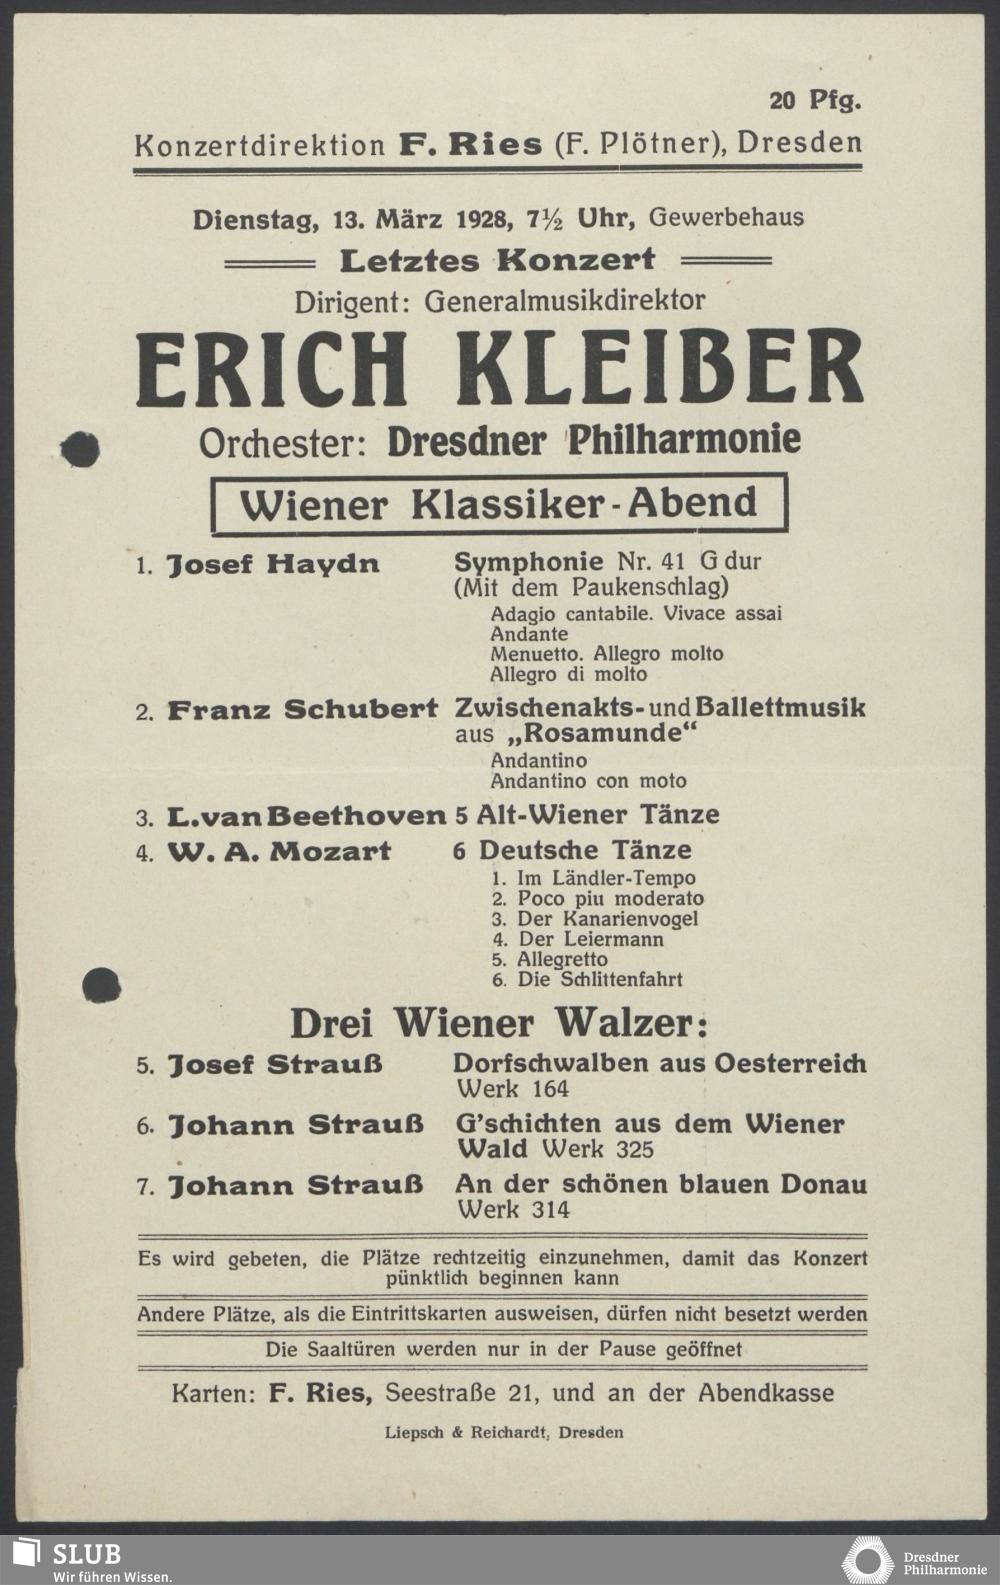 20 Pfg.
Konzertdirektion F. Ries (F. Plötner), Dresden
Dienstag, 13. März 1928, 7½ Uhr, Gewerbehaus
Letztes Konzert
Dirigent: Generalmusikdirektor
ERICH KLEIBER
Orchester: Dresdner Philharmonie
Wiener Klassiker-Abend
1. Josef Haydn Symphonie Nr. 41 G dur
(Mit dem Paukenschlag)
Adagio cantabile. Vivace assai
Andante
Menuetto. Allegro molto
Allegro di molto
2. Franz Schubert Zwischenakts- und Ballettmusik
aus „Rosamunde“
Andantino
Andantino con moto
3. L. van Beethoven 5 Alt-Wiener Tänze
4. W. A. Mozart 6 Deutsche Tänze
1. Im Ländler-Tempo
2. Poco piu moderato
3. Der Kanarienvogel
4. Der Leiermann
5. Allegretto
6. Die Schlittenfahrt
Drei Wiener Walzer:
5. Josef Strauß Dorfschwalben aus Oesterreich
Werk 164
6. Johann Strauß G'schichten aus dem Wiener
Wald Werk 325
7. Johann Strauß An der schönen blauen Donau
Werk 314
Es wird gebeten, die Plätze rechtzeitig einzunehmen, damit das Konzert
pünktlich beginnen kann
Andere Plätze, als die Eintrittskarten ausweisen, dürfen nicht besetzt werden
Die Saaltüren werden nur in der Pause geöffnet
Karten: F. Ries, Seestraße 21, und an der Abendkasse
Liepsch & Reichardt, Dresden
SLUB
Wir führen Wissen.
Dresdner
Philharmonie